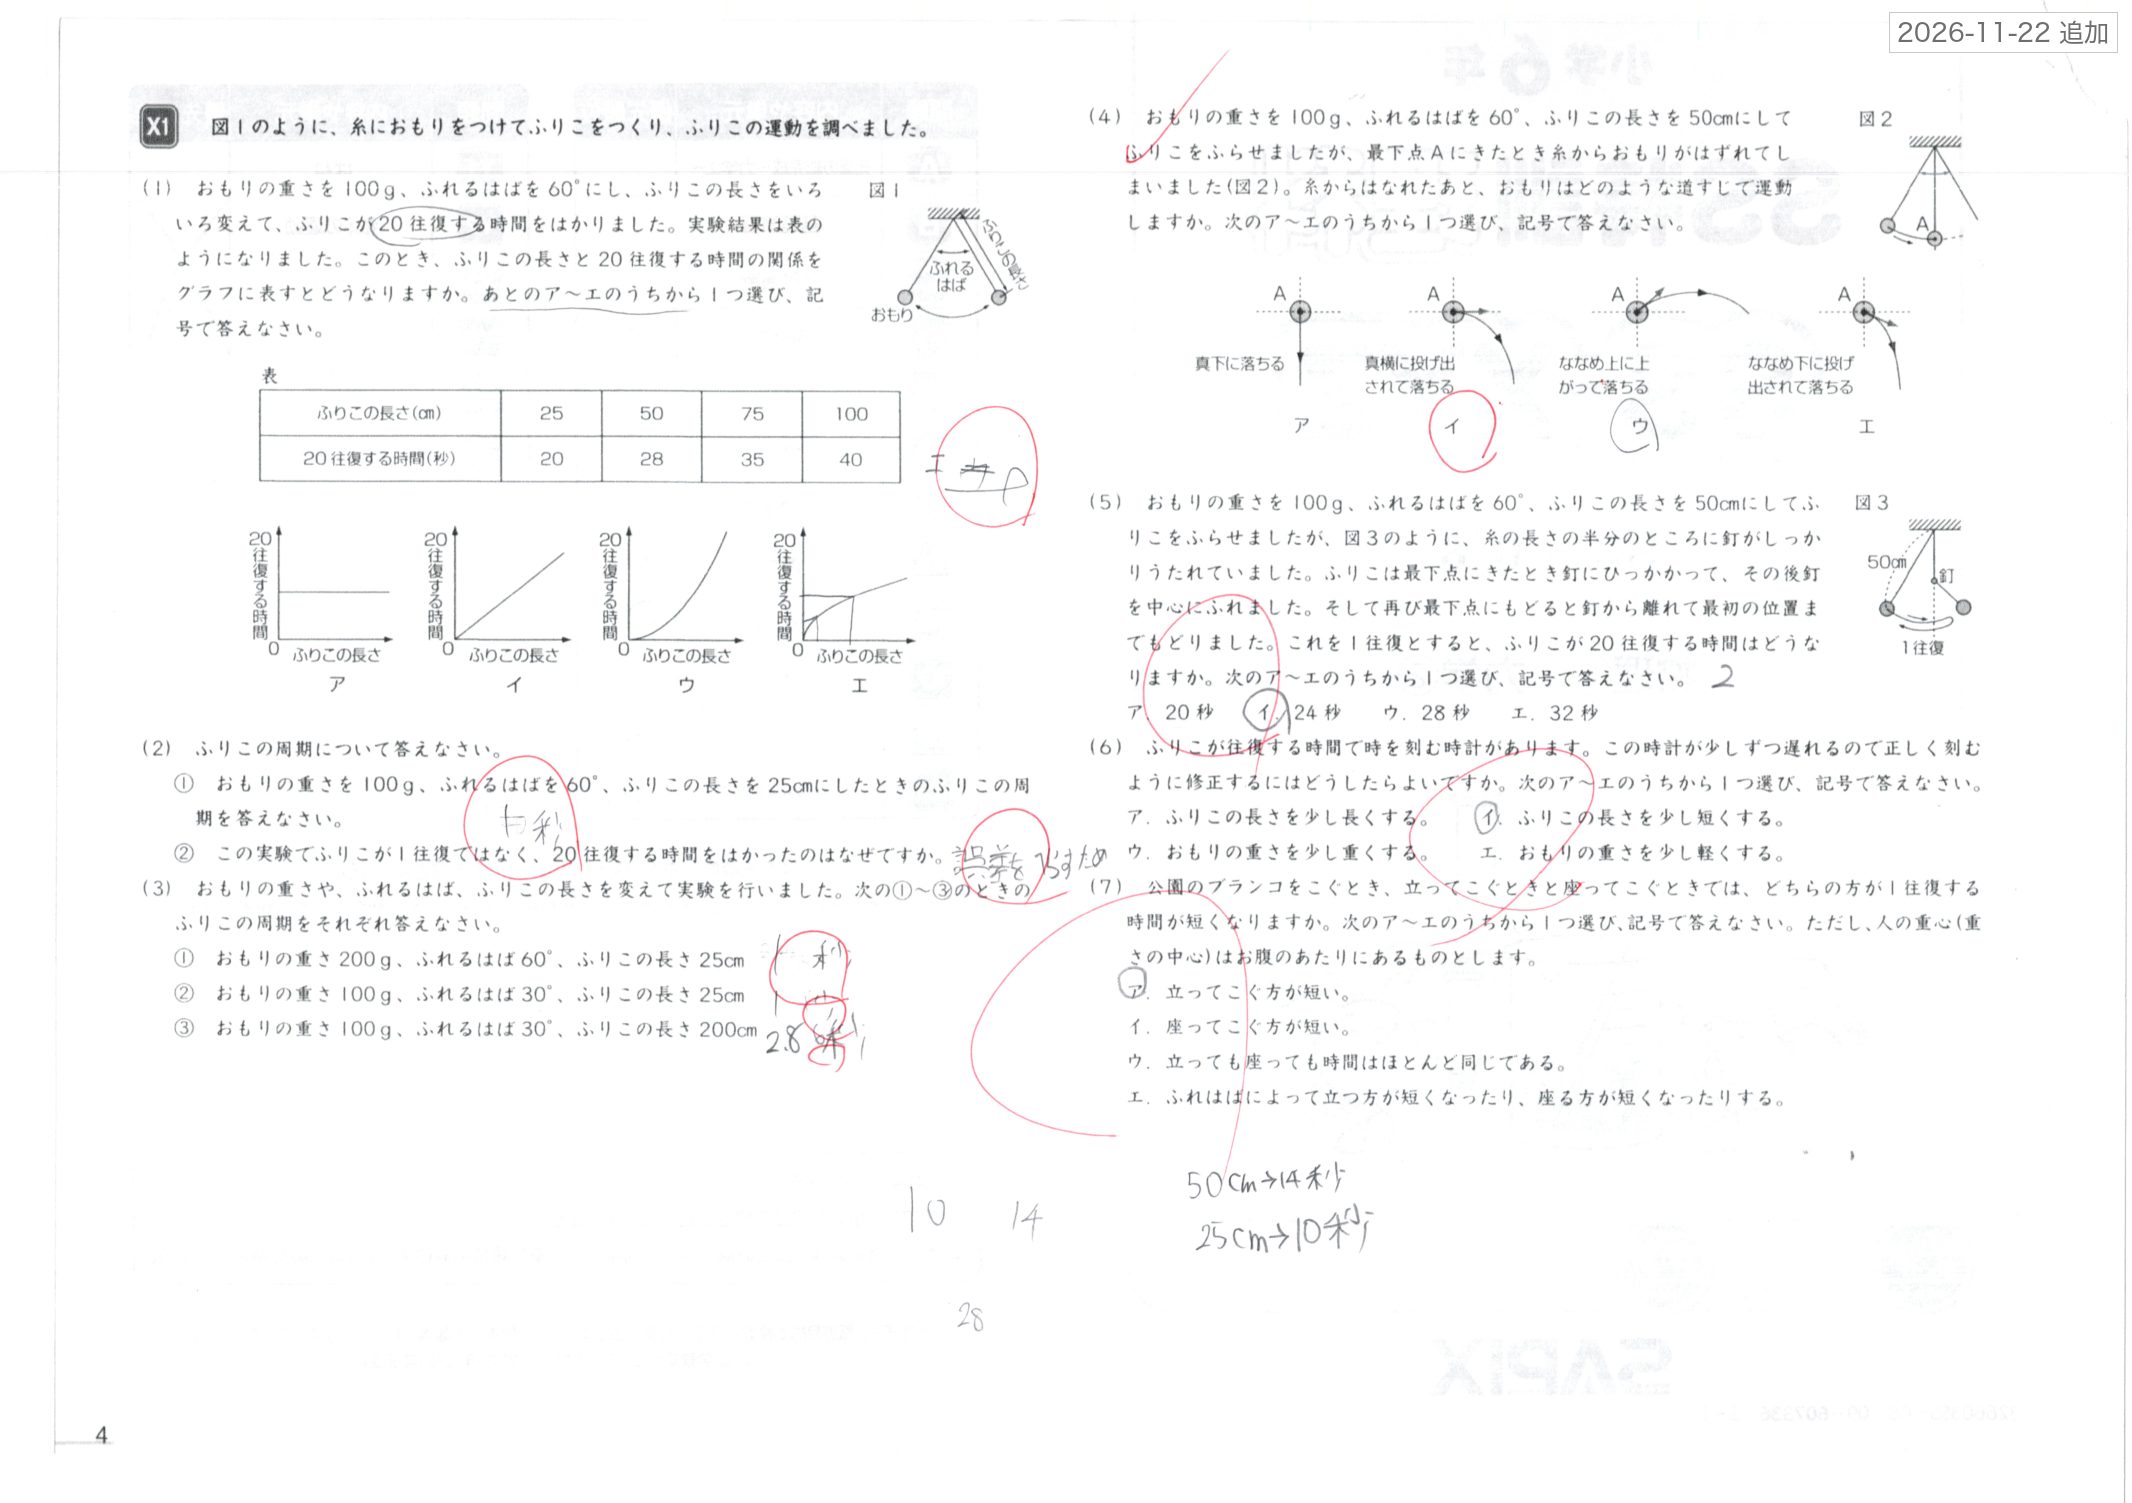 2026-11-22 追加
X1 図1のように、糸におもりをつけてふりこをつくり、ふりこの運動を調べました。
(1) おもりの重さを100g、ふれるはばを60°にし、ふりこの長さをいろ
いろ変えて、ふりこが20往復する時間をはかりました。実験結果は表の
ようになりました。このとき、ふりこの長さと20往復する時間の関係を
グラフに表すとどうなりますか。あとのア〜エのうちから1つ選び、記
号で答えなさい。
図1
ふりこの長さ
ふれる
はば
おもり
表
ふりこの長さ(cm) 25 50 75 100
20往復する時間(秒) 20 28 35 40
エ
20往復する時間
0 ふりこの長さ
ア
20往復する時間
0 ふりこの長さ
イ
20往復する時間
0 ふりこの長さ
ウ
20往復する時間
0 ふりこの長さ
エ
(2) ふりこの周期について答えなさい。
① おもりの重さを100g、ふれるはばを60°、ふりこの長さを25cmにしたときのふりこの周
期を答えなさい。
秒
② この実験でふりこが1往復ではなく、20往復する時間をはかったのはなぜですか。
誤差を へらすため
(3) おもりの重さや、ふれるはば、ふりこの長さを変えて実験を行いました。次の①〜③のときの
ふりこの周期をそれぞれ答えなさい。
① おもりの重さ200g、ふれるはば60°、ふりこの長さ25cm 1 秒
② おもりの重さ100g、ふれるはば30°、ふりこの長さ25cm 1
③ おもりの重さ100g、ふれるはば30°、ふりこの長さ200cm 2.8 秒
10 14
28
4
(4) おもりの重さを100g、ふれるはばを60°、ふりこの長さを50cmにして
ふりこをふらせましたが、最下点Aにきたとき糸からおもりがはずれてし
まいました(図2)。糸からはなれたあと、おもりはどのような道すじで運動
しますか。次のア〜エのうちから1つ選び、記号で答えなさい。
図2
A
A A A A
真下に落ちる
真横に投げ出
されて落ちる
ななめ上に上
がって落ちる
ななめ下に投げ
出されて落ちる
ア イ ウ エ
(5) おもりの重さを100g、ふれるはばを60°、ふりこの長さを50cmにしてふ
りこをふらせましたが、図3のように、糸の長さの半分のところに釘がしっか
りうたれていました。ふりこは最下点にきたとき釘にひっかかって、その後釘
を中心にふれました。そして再び最下点にもどると釘から離れて最初の位置ま
でもどりました。これを1往復とすると、ふりこが20往復する時間はどうな
りますか。次のア〜エのうちから1つ選び、記号で答えなさい。 2
ア. 20秒 イ. 24秒 ウ. 28秒 エ. 32秒
図3
50cm
釘
1往復
(6) ふりこが往復する時間で時を刻む時計があります。この時計が少しずつ遅れるので正しく刻む
ように修正するにはどうしたらよいですか。次のア〜エのうちから1つ選び、記号で答えなさい。
ア. ふりこの長さを少し長くする。 イ. ふりこの長さを少し短くする。
ウ. おもりの重さを少し重くする。 エ. おもりの重さを少し軽くする。
(7) 公園のブランコをこぐとき、立ってこぐときと座ってこぐときでは、どちらの方が1往復する
時間が短くなりますか。次のア〜エのうちから1つ選び、記号で答えなさい。ただし、人の重心(重
さの中心)はお腹のあたりにあるものとします。
ア. 立ってこぐ方が短い。
イ. 座ってこぐ方が短い。
ウ. 立っても座っても時間はほとんど同じである。
エ. ふれはばによって立つ方が短くなったり、座る方が短くなったりする。
50cm→14秒
25cm→10秒